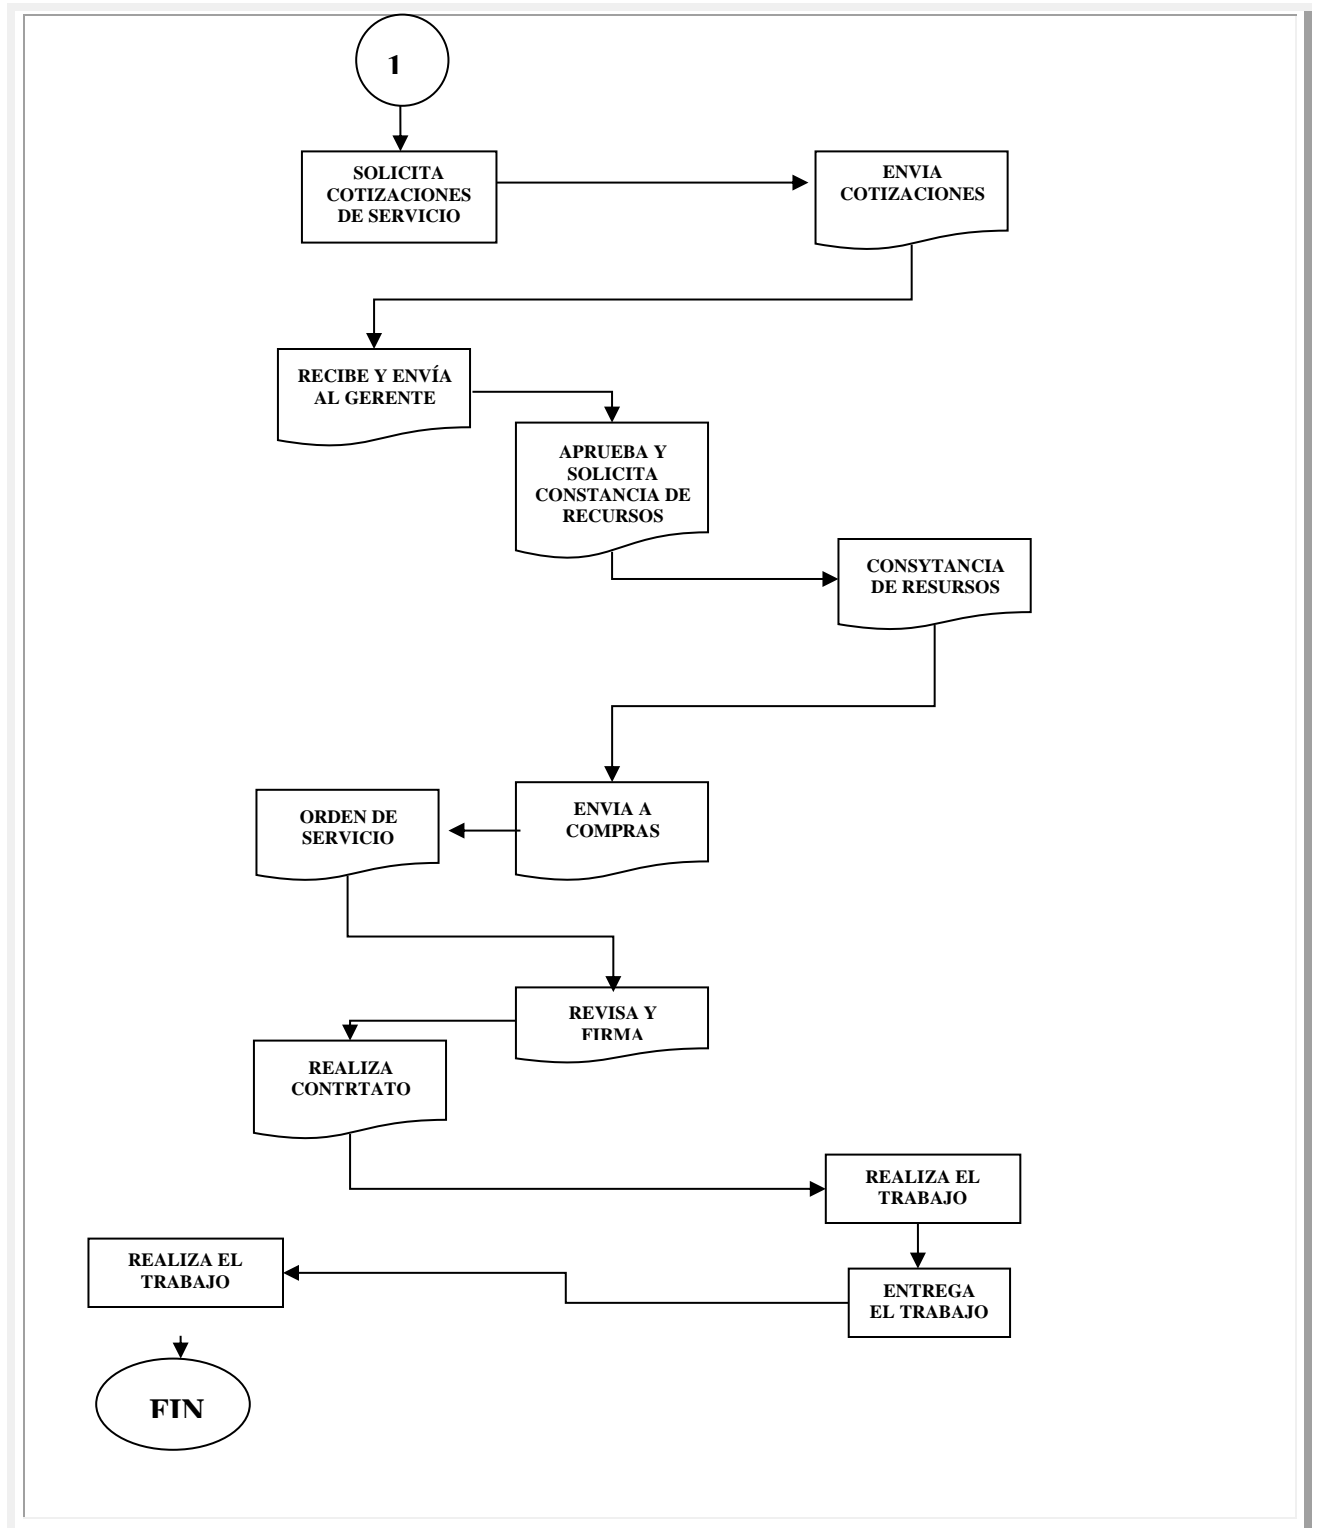 1
SOLICITA
COTIZACIONES
DE SERVICIO
ENVIA
COTIZACIONES
RECIBE Y ENVÍA
AL GERENTE
APRUEBA Y
SOLICITA
CONSTANCIA DE
RECURSOS
CONSYTANCIA
DE RESURSOS
ENVIA A
COMPRAS
ORDEN DE
SERVICIO
REVISA Y
FIRMA
REALIZA
CONTRTATO
REALIZA EL
TRABAJO
ENTREGA
EL TRABAJO
REALIZA EL
TRABAJO
FIN